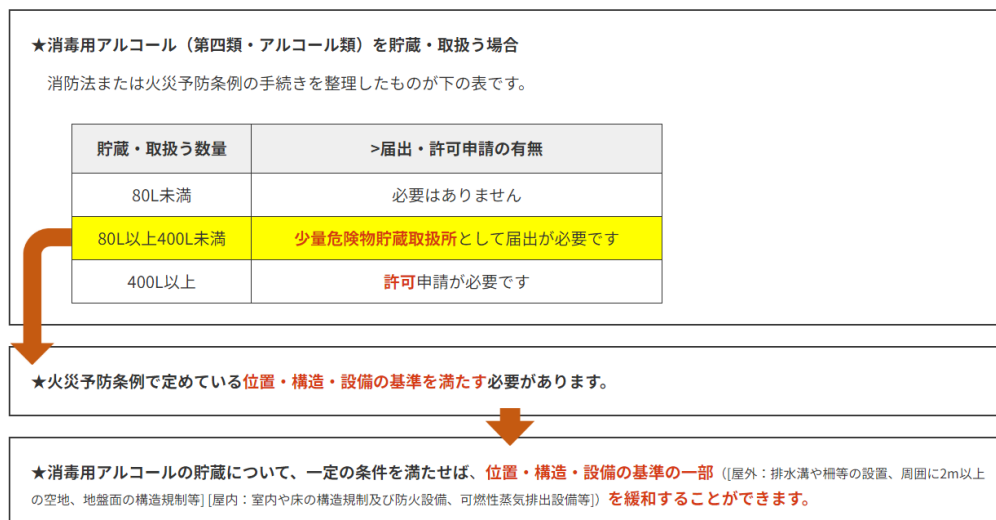 ★消毒用アルコール（第四類・アルコール類）を貯蔵・取扱う場合
消防法または火災予防条例の手続きを整理したものが下の表です。
貯蔵・取扱う数量 >届出・許可申請の有無
80L未満 必要はありません
80L以上400L未満 少量危険物貯蔵取扱所として届出が必要です
400L以上 許可申請が必要です
★火災予防条例で定めている位置・構造・設備の基準を満たす必要があります。
★消毒用アルコールの貯蔵について、一定の条件を満たせば、位置・構造・設備の基準の一部（[屋外：排水溝や柵等の設置、周囲に2m以上
の空地、地盤面の構造規制等] [屋内：室内や床の構造規制及び防火設備、可燃性蒸気排出設備等]）を緩和することができます。